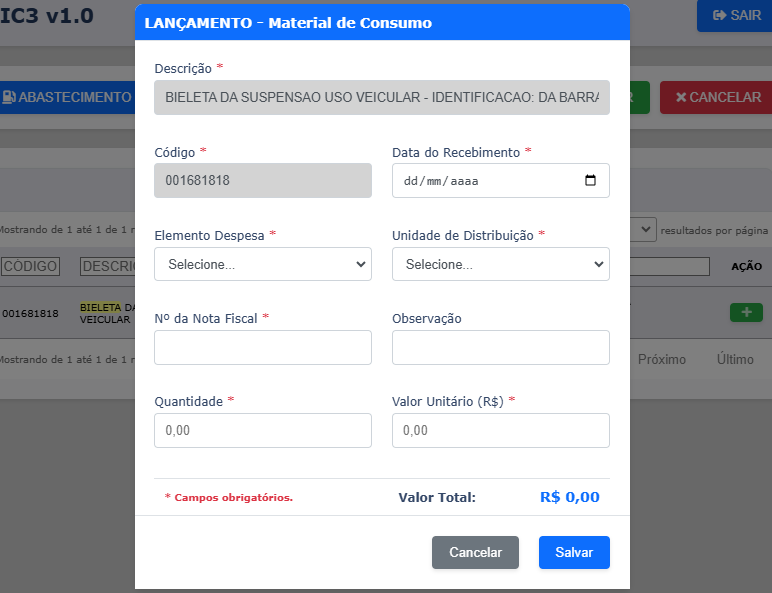 IC3 v1.0
SAIR
LANÇAMENTO - Material de Consumo
ABASTECIMENTO
CANCELAR
Descrição *
BIELETA DA SUSPENSAO USO VEICULAR - IDENTIFICACAO: DA BARRA
Código *
Data do Recebimento *
001681818
dd/mm/aaaa
Mostrando de 1 até 1 de 1 r
resultados por página
Elemento Despesa *
Unidade de Distribuição *
Selecione...
Selecione...
CÓDIGO
DESCRIÇ
AÇÃO
001681818
BIELETA DA
VEICULAR
Nº da Nota Fiscal *
Observação
Mostrando de 1 até 1 de 1 r
Próximo
Último
Quantidade *
Valor Unitário (R$) *
0,00
0,00
* Campos obrigatórios.
Valor Total:
R$ 0,00
Cancelar
Salvar